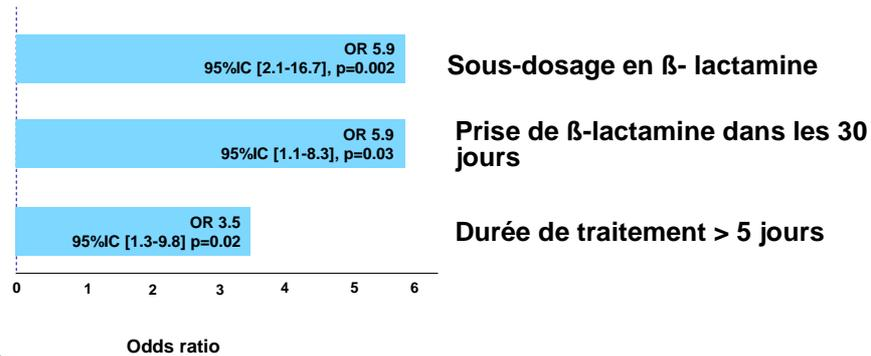 OR 5.9
95%IC [2.1-16.7], p=0.002
Sous-dosage en ß- lactamine
OR 5.9
95%IC [1.1-8.3], p=0.03
Prise de ß-lactamine dans les 30
jours
OR 3.5
95%IC [1.3-9.8] p=0.02
Durée de traitement > 5 jours
0 1 2 3 4 5 6
Odds ratio